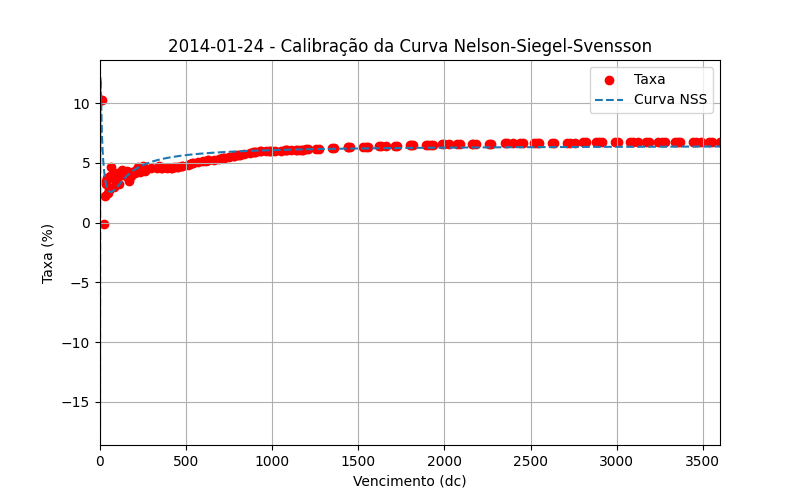 2014-01-24 - Calibração da Curva Nelson-Siegel-Svensson
Taxa
Curva NSS
10
5
0
−5
−10
−15
Taxa (%)
0 500 1000 1500 2000 2500 3000 3500
Vencimento (dc)